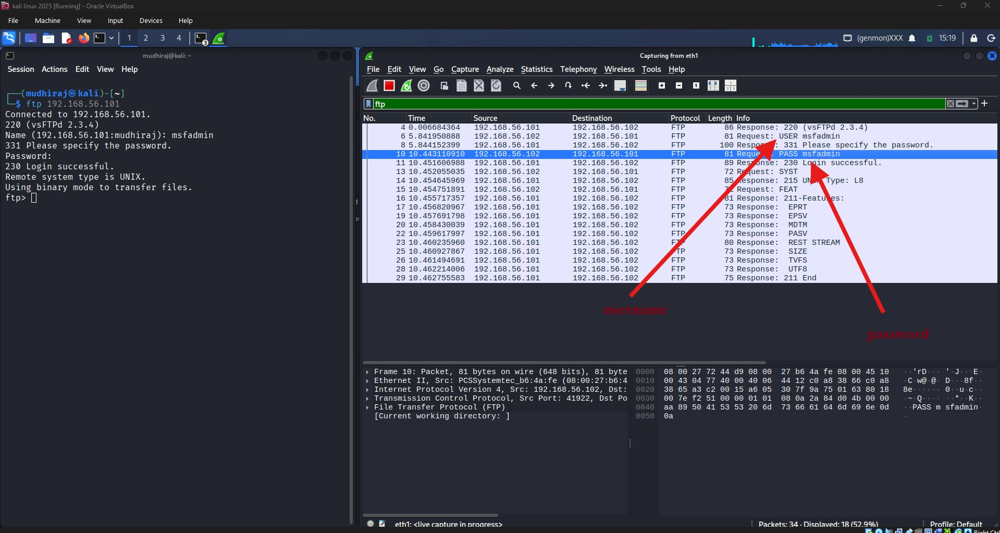 kali linux 2025 [Running] - Oracle VirtualBox
File Machine View Input Devices Help
1 2 3 4
3
(genmon)XXX 15:19
mudhiraj@kali: ~
Session Actions Edit View Help
(mudhiraj㉿kali)-[~]
$ ftp 192.168.56.101
Connected to 192.168.56.101.
220 (vsFTPd 2.3.4)
Name (192.168.56.101:mudhiraj): msfadmin
331 Please specify the password.
Password:
230 Login successful.
Remote system type is UNIX.
Using binary mode to transfer files.
ftp>
Capturing from eth1
File Edit View Go Capture Analyze Statistics Telephony Wireless Tools Help
ftp
No. Time Source Destination Protocol Length Info
4 0.006684364 192.168.56.101 192.168.56.102 FTP 86 Response: 220 (vsFTPd 2.3.4)
6 5.841950888 192.168.56.102 192.168.56.101 FTP 81 Request: USER msfadmin
8 5.844152399 192.168.56.101 192.168.56.102 FTP 100 Response: 331 Please specify the password.
10 10.443110910 192.168.56.102 192.168.56.101 FTP 81 Request: PASS msfadmin
11 10.451606988 192.168.56.101 192.168.56.102 FTP 89 Response: 230 Login successful.
13 10.452055035 192.168.56.102 192.168.56.101 FTP 72 Request: SYST
14 10.454645969 192.168.56.101 192.168.56.102 FTP 85 Response: 215 UNIX Type: L8
15 10.454751891 192.168.56.102 192.168.56.101 FTP 72 Request: FEAT
16 10.455717357 192.168.56.101 192.168.56.102 FTP 81 Response: 211-Features:
17 10.456820967 192.168.56.101 192.168.56.102 FTP 73 Response: EPRT
19 10.457691798 192.168.56.101 192.168.56.102 FTP 73 Response: EPSV
20 10.458430039 192.168.56.101 192.168.56.102 FTP 73 Response: MDTM
22 10.459617997 192.168.56.101 192.168.56.102 FTP 73 Response: PASV
23 10.460235960 192.168.56.101 192.168.56.102 FTP 80 Response: REST STREAM
25 10.460927867 192.168.56.101 192.168.56.102 FTP 73 Response: SIZE
26 10.461494691 192.168.56.101 192.168.56.102 FTP 73 Response: TVFS
28 10.462214006 192.168.56.101 192.168.56.102 FTP 73 Response: UTF8
29 10.462755583 192.168.56.101 192.168.56.102 FTP 75 Response: 211 End
username
password
Frame 10: Packet, 81 bytes on wire (648 bits), 81 byte
Ethernet II, Src: PCSSystemtec_b6:4a:fe (08:00:27:b6:4
Internet Protocol Version 4, Src: 192.168.56.102, Dst:
Transmission Control Protocol, Src Port: 41922, Dst Po
File Transfer Protocol (FTP)
[Current working directory: ]
0000 08 00 27 72 44 d9 08 00 27 b6 4a fe 08 00 45 10 ··'rD··· '·J···E·
0010 00 43 04 77 40 00 40 06 44 12 c0 a8 38 66 c0 a8 ·C·w@·@· D···8f··
0020 38 65 a3 c2 00 15 a6 05 30 7f 9a 75 01 63 80 18 8e······ 0··u·c··
0030 00 7e f2 51 00 00 01 01 08 0a 2a 84 d0 4b 00 00 ·~·Q···· ··*··K··
0040 aa 89 50 41 53 53 20 6d 73 66 61 64 6d 69 6e 0d ··PASS m sfadmin·
0050 0a ·
eth1: <live capture in progress> Packets: 34 · Displayed: 18 (52.9%) Profile: Default
Right Ctrl